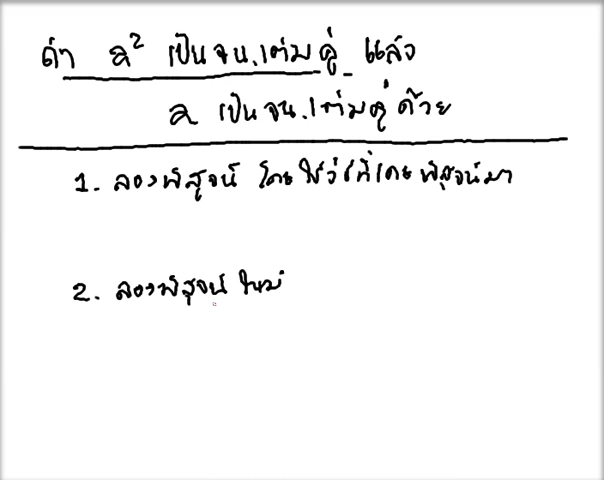 ถ้า a² เป็นจน.เต็มคู่ แล้ว
a เป็นจน.เต็มคู่ด้วย
1. ลองพิสูจน์ โดยใช้วิธีที่เคยพิสูจน์มา
2. ลองพิสูจน์ใหม่